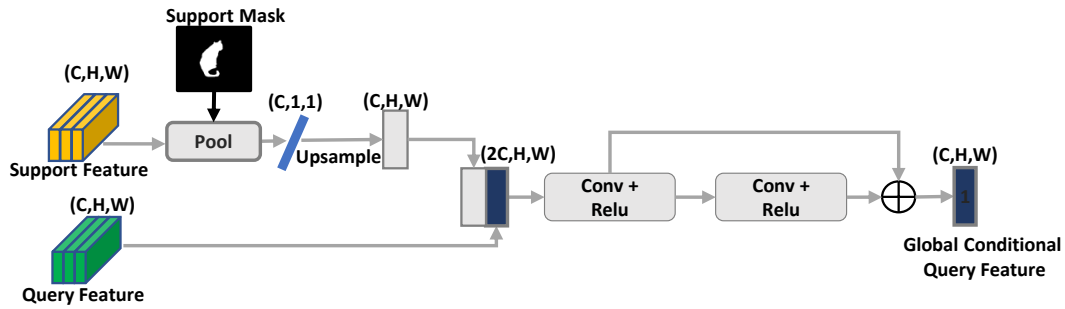 Support Mask
(C,H,W)
(C,1,1)
(C,H,W)
Pool
Upsample
Support Feature
(2C,H,W)
(C,H,W)
Conv +
Relu
Conv +
Relu
1
(C,H,W)
Query Feature
Global Conditional
Query Feature